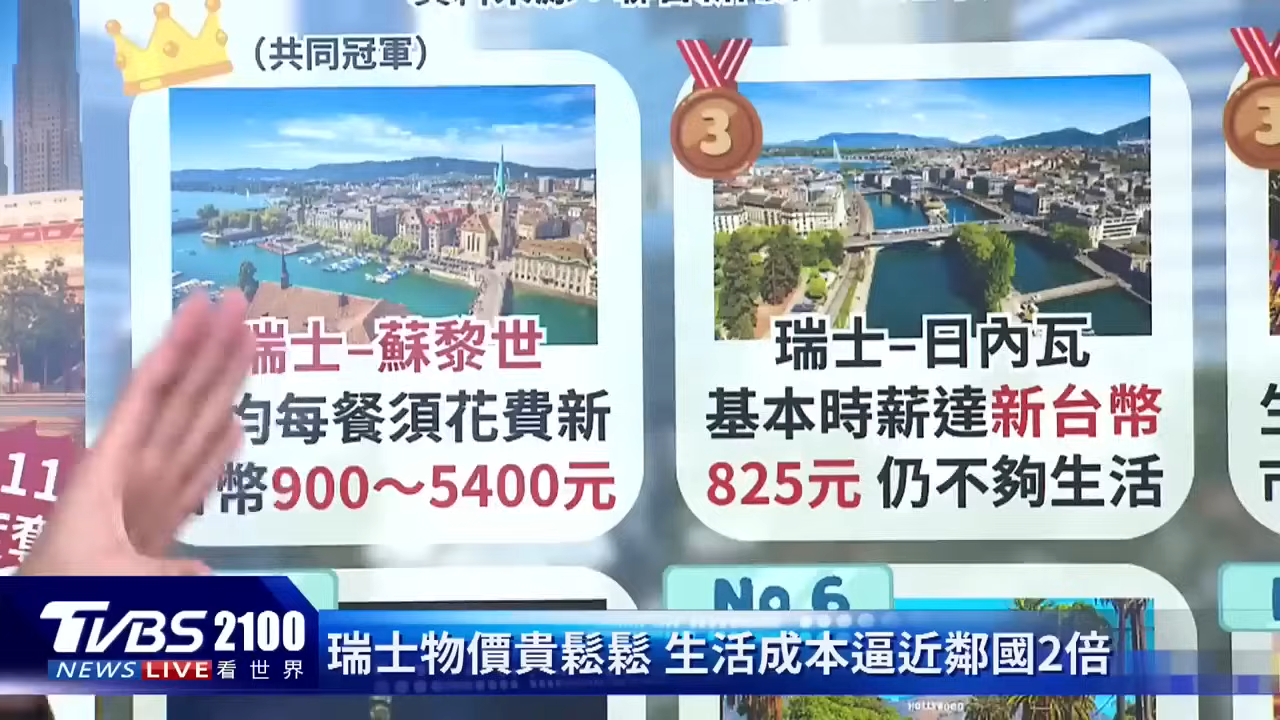 (共同冠軍)
3
3
瑞士-蘇黎世
均每餐須花費新
幣900~5400元
瑞士-日內瓦
基本時薪達新台幣
825元 仍不夠生活
11
No 6
TVBS 2100
NEWS LIVE 看世界
瑞士物價貴鬆鬆 生活成本逼近鄰國2倍
HOLLYWOOD